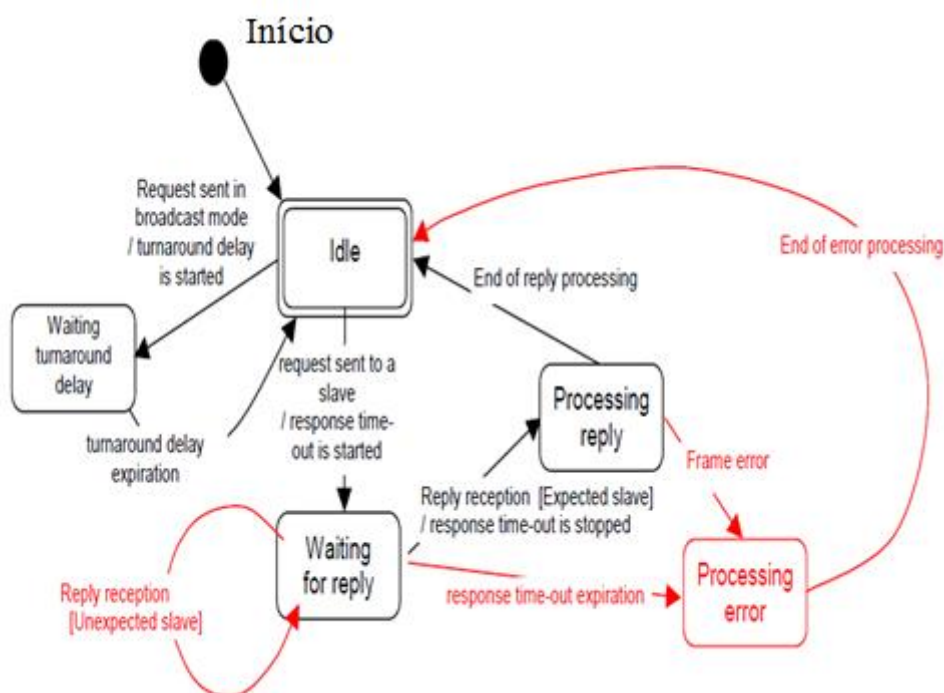 Início
Request sent in
broadcast mode
/ turnaround delay
is started
Idle
End of error processing
End of reply processing
Waiting
turnaround
delay
request sent to a
slave
/ response time-
out is started
Processing
reply
turnaround delay
expiration
Frame error
Reply reception [Expected slave]
/ response time-out is stopped
Waiting
for reply
Reply reception
[Unexpected slave]
response time-out expiration
Processing
error